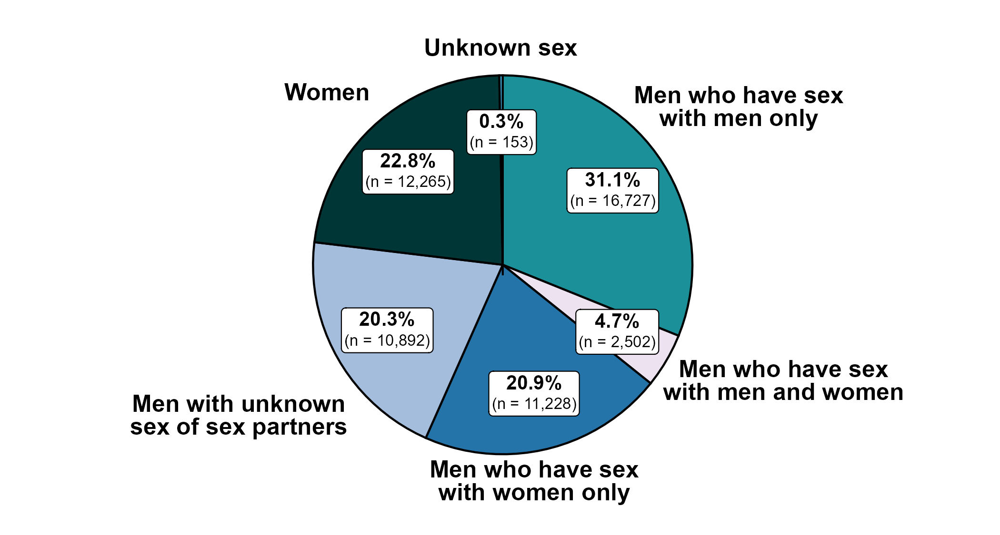 Unknown sex
0.3%
(n = 153)
Men who have sex
with men only
31.1%
(n = 16,727)
Men who have sex
with men and women
4.7%
(n = 2,502)
Men who have sex
with women only
20.9%
(n = 11,228)
Men with unknown
sex of sex partners
20.3%
(n = 10,892)
Women
22.8%
(n = 12,265)